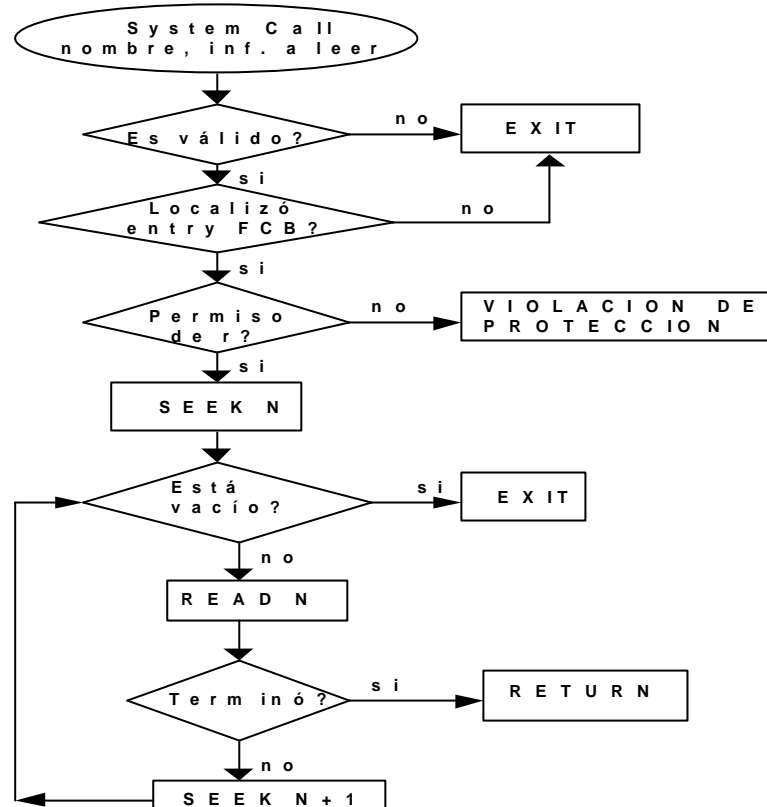 System Call
nombre, inf. a leer
Es válido?
no
EXIT
si
Localizó
entry FCB?
no
si
Permiso
de r?
no
VIOLACION DE
PROTECCION
si
SEEK N
Está
vacío?
si
EXIT
no
READ N
Terminó?
si
RETURN
no
SEEK N+1